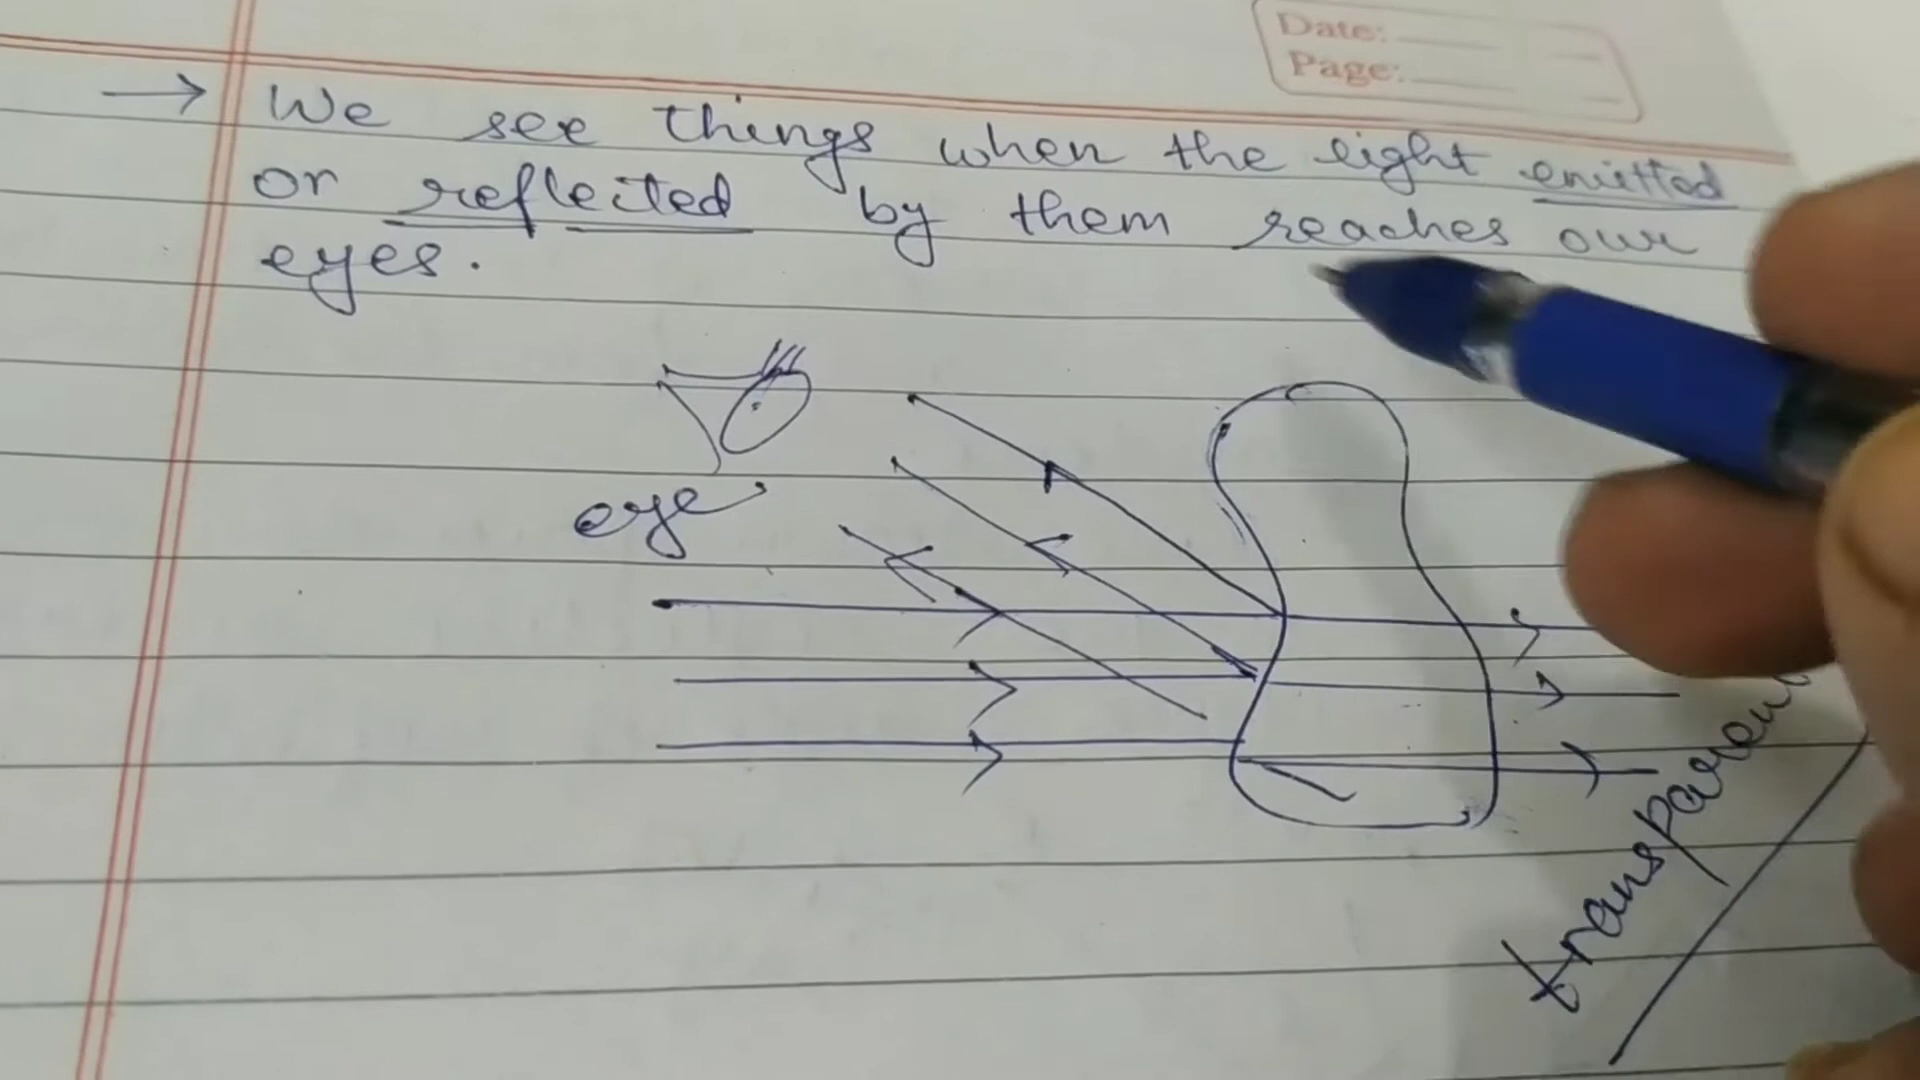 Date:
Page:
→ We see things when the light emitted
or reflected by them reaches our
eyes.
eye
transparent